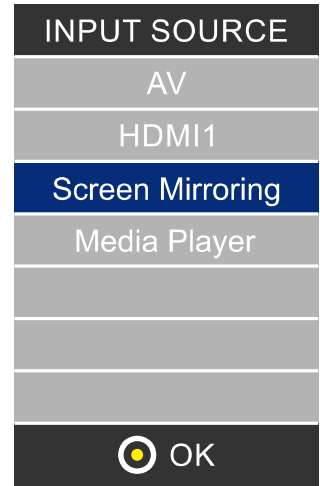 INPUT SOURCE
AV
HDMI1
Screen Mirroring
Media Player
OK